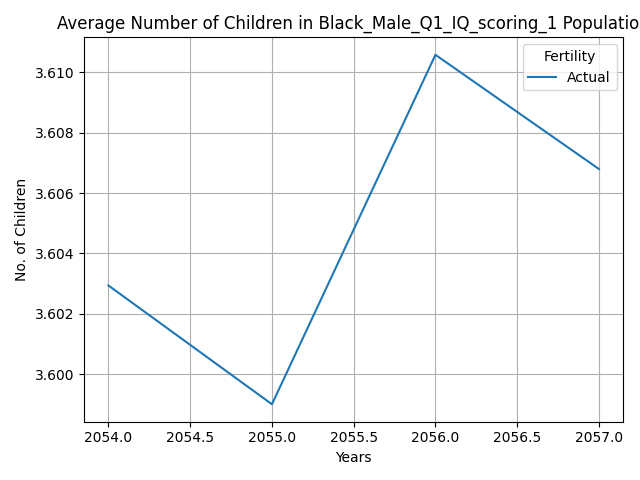 Average Number of Children in Black_Male_Q1_IQ_scoring_1 Populatio
Fertility
Actual
3.610
3.608
3.606
3.604
3.602
3.600
No. of Children
2054.0 2054.5 2055.0 2055.5 2056.0 2056.5 2057.0
Years